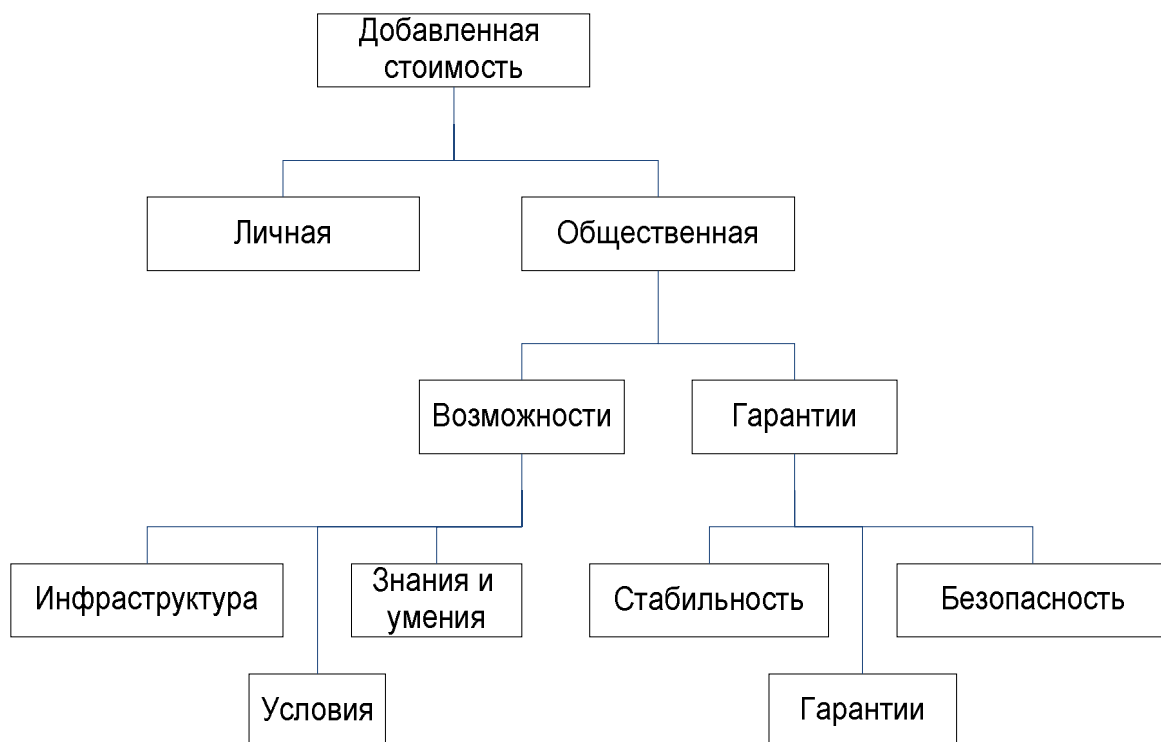 Добавленная
стоимость
Личная
Общественная
Возможности
Гарантии
Инфраструктура
Знания и
умения
Стабильность
Безопасность
Условия
Гарантии